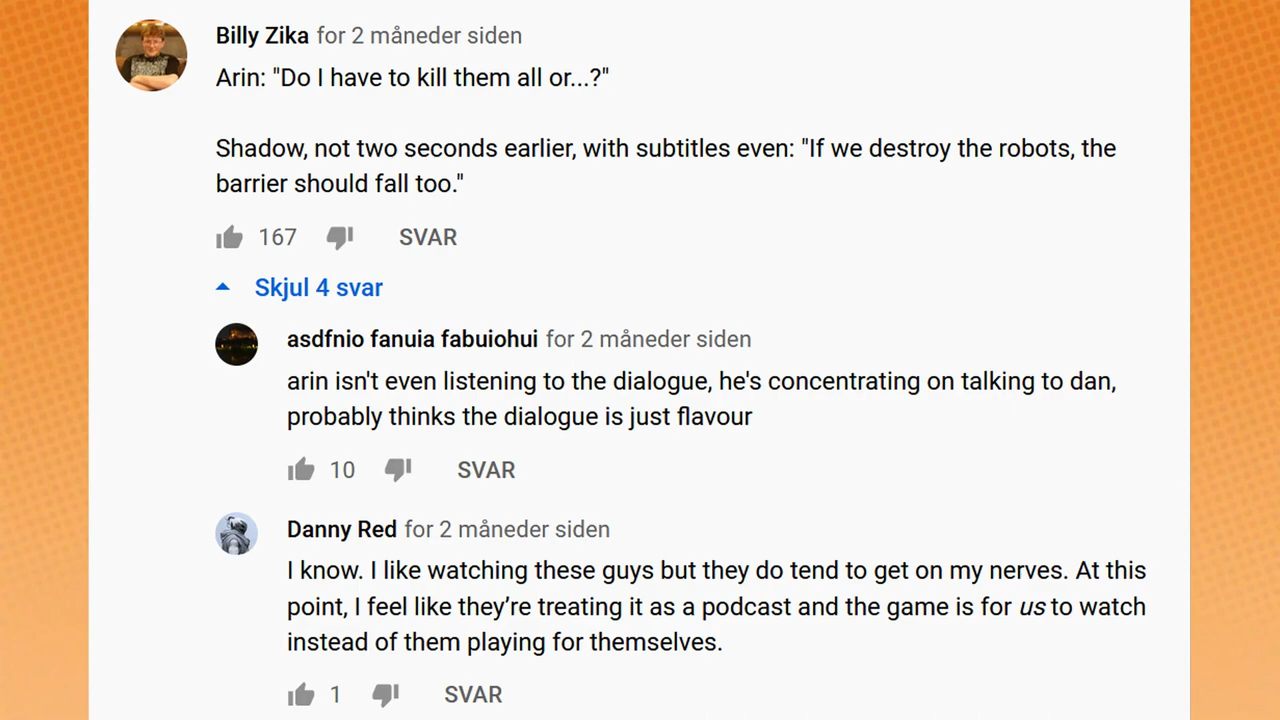 Billy Zika for 2 måneder siden
Arin: "Do I have to kill them all or...?"
Shadow, not two seconds earlier, with subtitles even: "If we destroy the robots, the
barrier should fall too."
167 SVAR
Skjul 4 svar
asdfnio fanuia fabuiohui for 2 måneder siden
arin isn't even listening to the dialogue, he's concentrating on talking to dan,
probably thinks the dialogue is just flavour
10 SVAR
Danny Red for 2 måneder siden
I know. I like watching these guys but they do tend to get on my nerves. At this
point, I feel like they’re treating it as a podcast and the game is for us to watch
instead of them playing for themselves.
1 SVAR